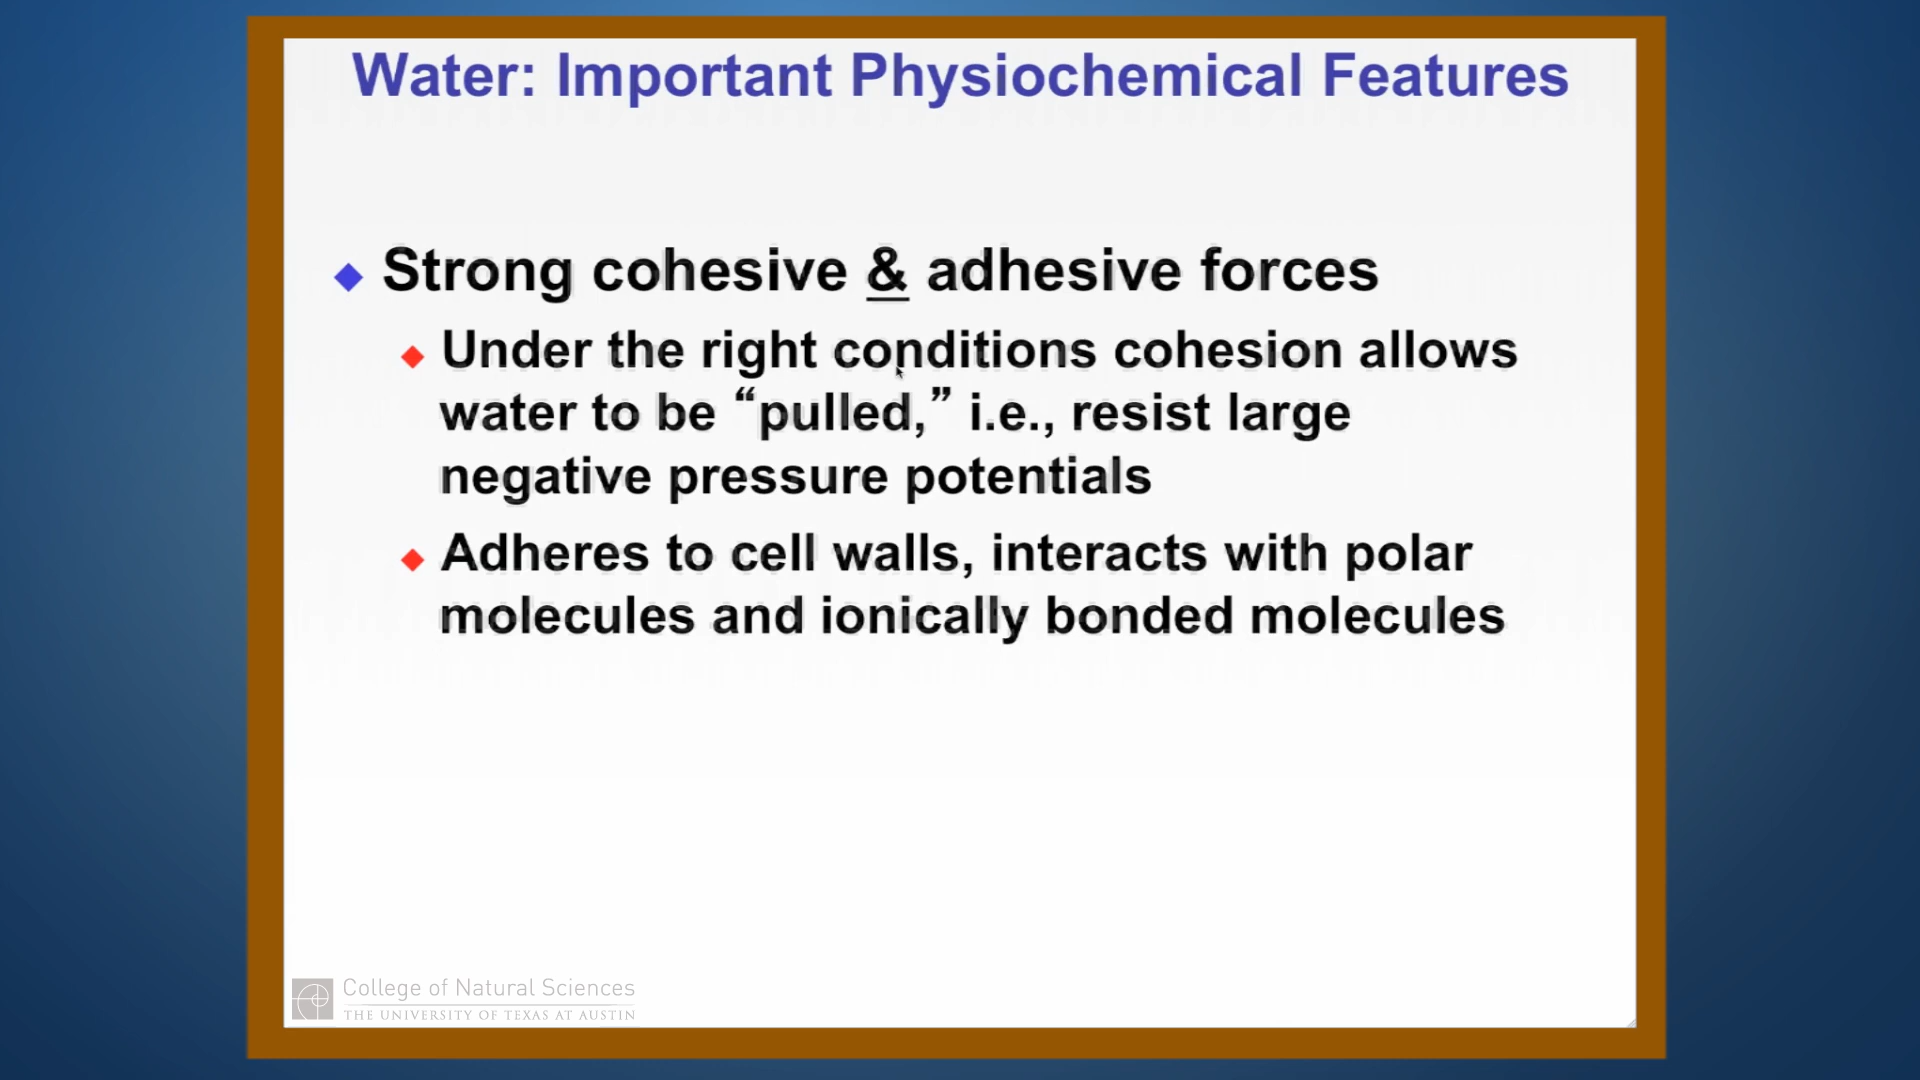 Water: Important Physiochemical Features
Strong cohesive & adhesive forces
Under the right conditions cohesion allows
water to be “pulled,” i.e., resist large
negative pressure potentials
Adheres to cell walls, interacts with polar
molecules and ionically bonded molecules
College of Natural Sciences
THE UNIVERSITY OF TEXAS AT AUSTIN